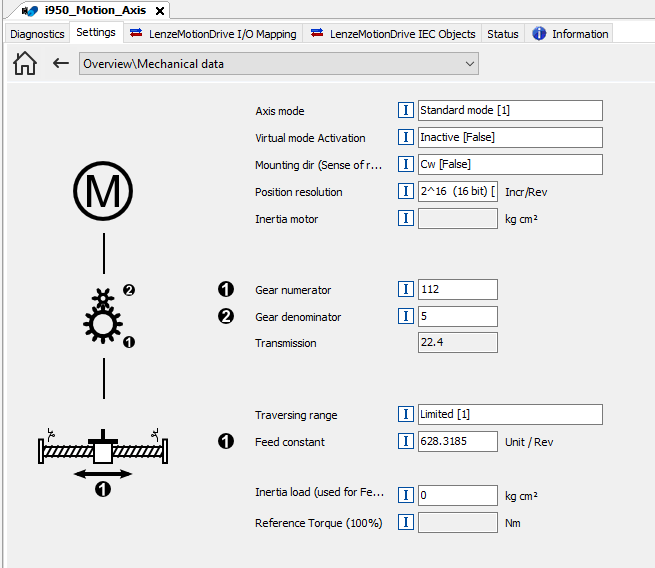 i950_Motion_Axis
Diagnostics Settings LenzeMotionDrive I/O Mapping LenzeMotionDrive IEC Objects Status Information
Overview\Mechanical data
Axis mode I Standard mode [1]
Virtual mode Activation I Inactive [False]
Mounting dir (Sense of r... I Cw [False]
Position resolution I 2^16 (16 bit) [ Incr/Rev
Inertia motor I kg cm²
M
2
1 Gear numerator I 112
2 Gear denominator I 5
1
Transmission 22.4
Traversing range I Limited [1]
1 Feed constant I 628.3185 Unit / Rev
1
Inertia load (used for Fe... I 0 kg cm²
Reference Torque (100%) I Nm